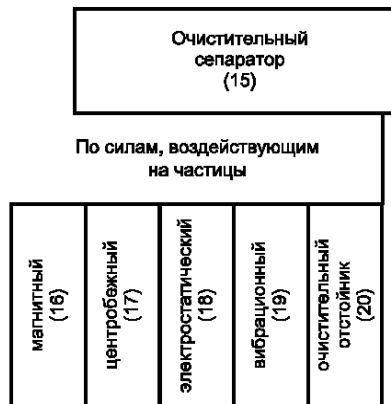 Очистительный
сепаратор
(15)
По силам, воздействующим
на частицы
магнитный
(16)
центробежный
(17)
электростатический
(18)
вибрационный
(19)
очистительный
отстойник
(20)